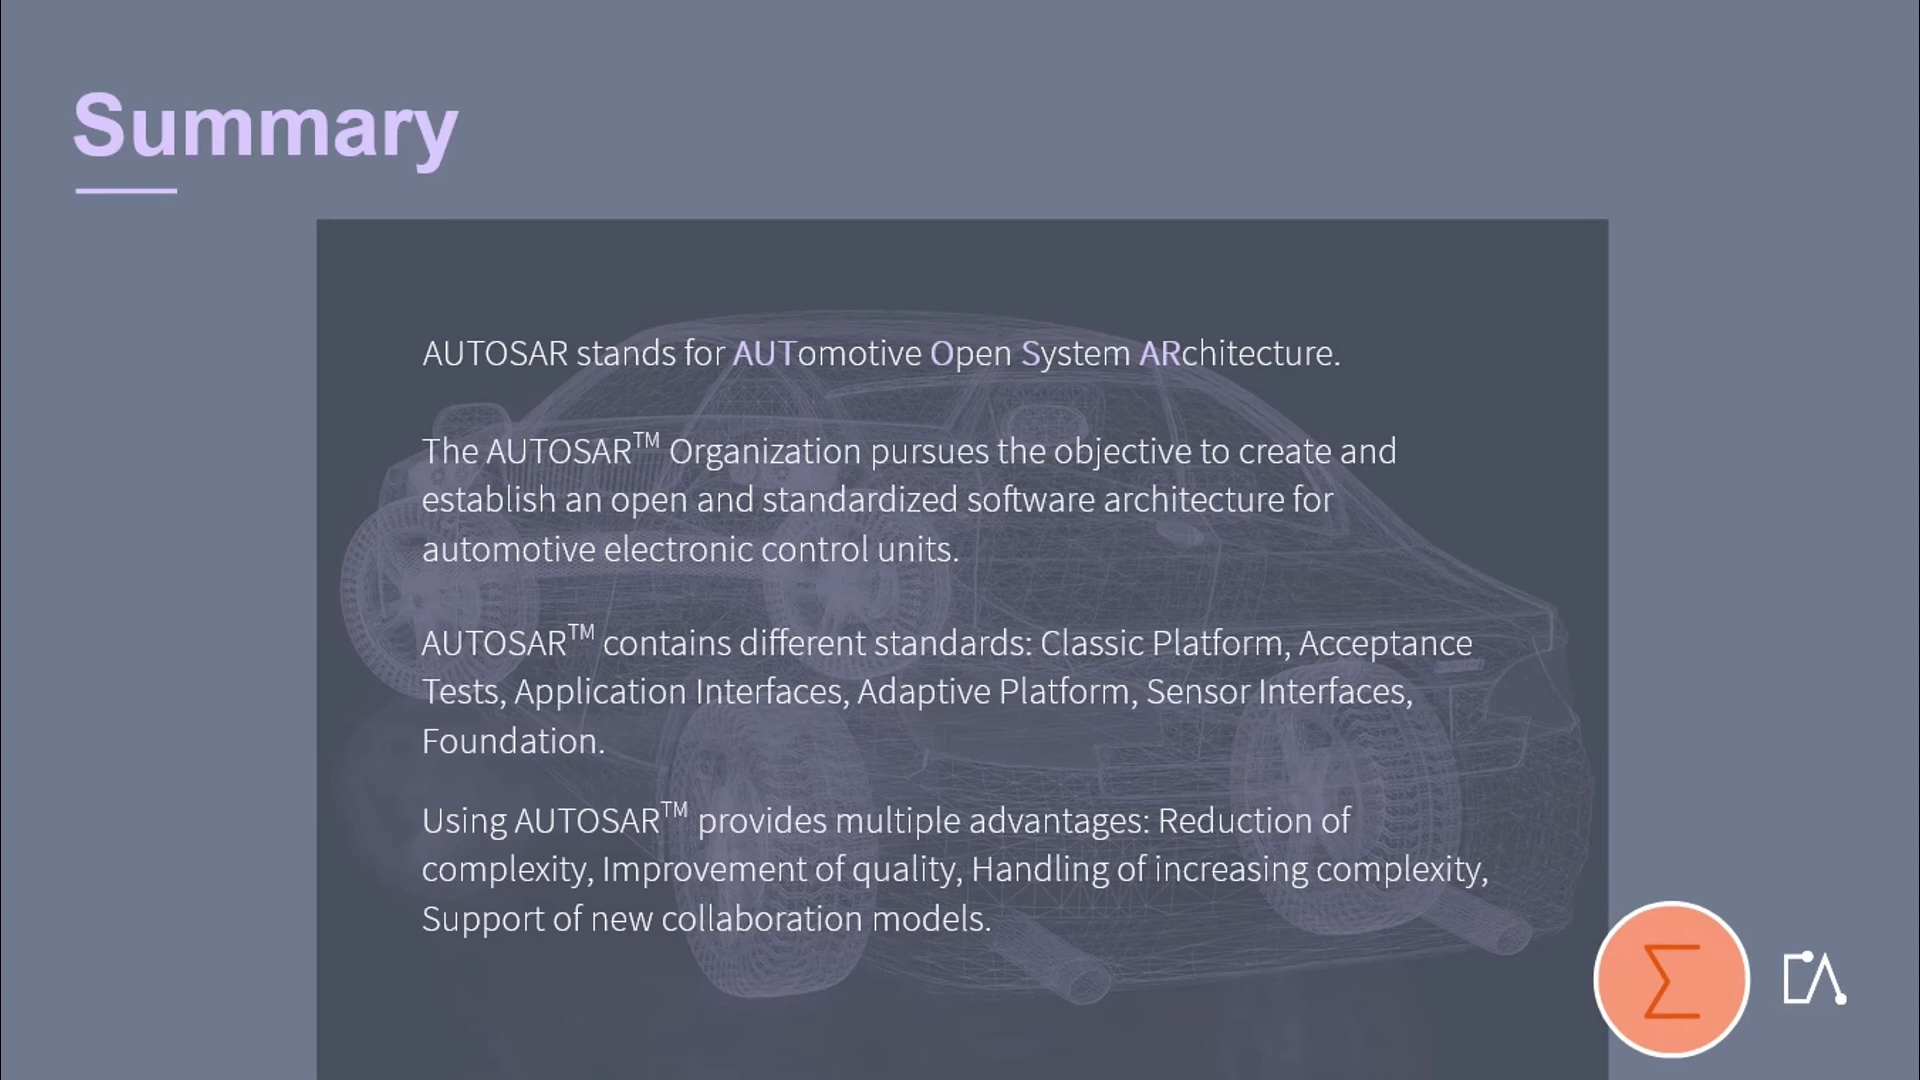 Summary
AUTOSAR stands for AUTomotive Open System ARchitecture.
The AUTOSAR™ Organization pursues the objective to create and
establish an open and standardized software architecture for
automotive electronic control units.
AUTOSAR™ contains different standards: Classic Platform, Acceptance
Tests, Application Interfaces, Adaptive Platform, Sensor Interfaces,
Foundation.
Using AUTOSAR™ provides multiple advantages: Reduction of
complexity, Improvement of quality, Handling of increasing complexity,
Support of new collaboration models.
Σ